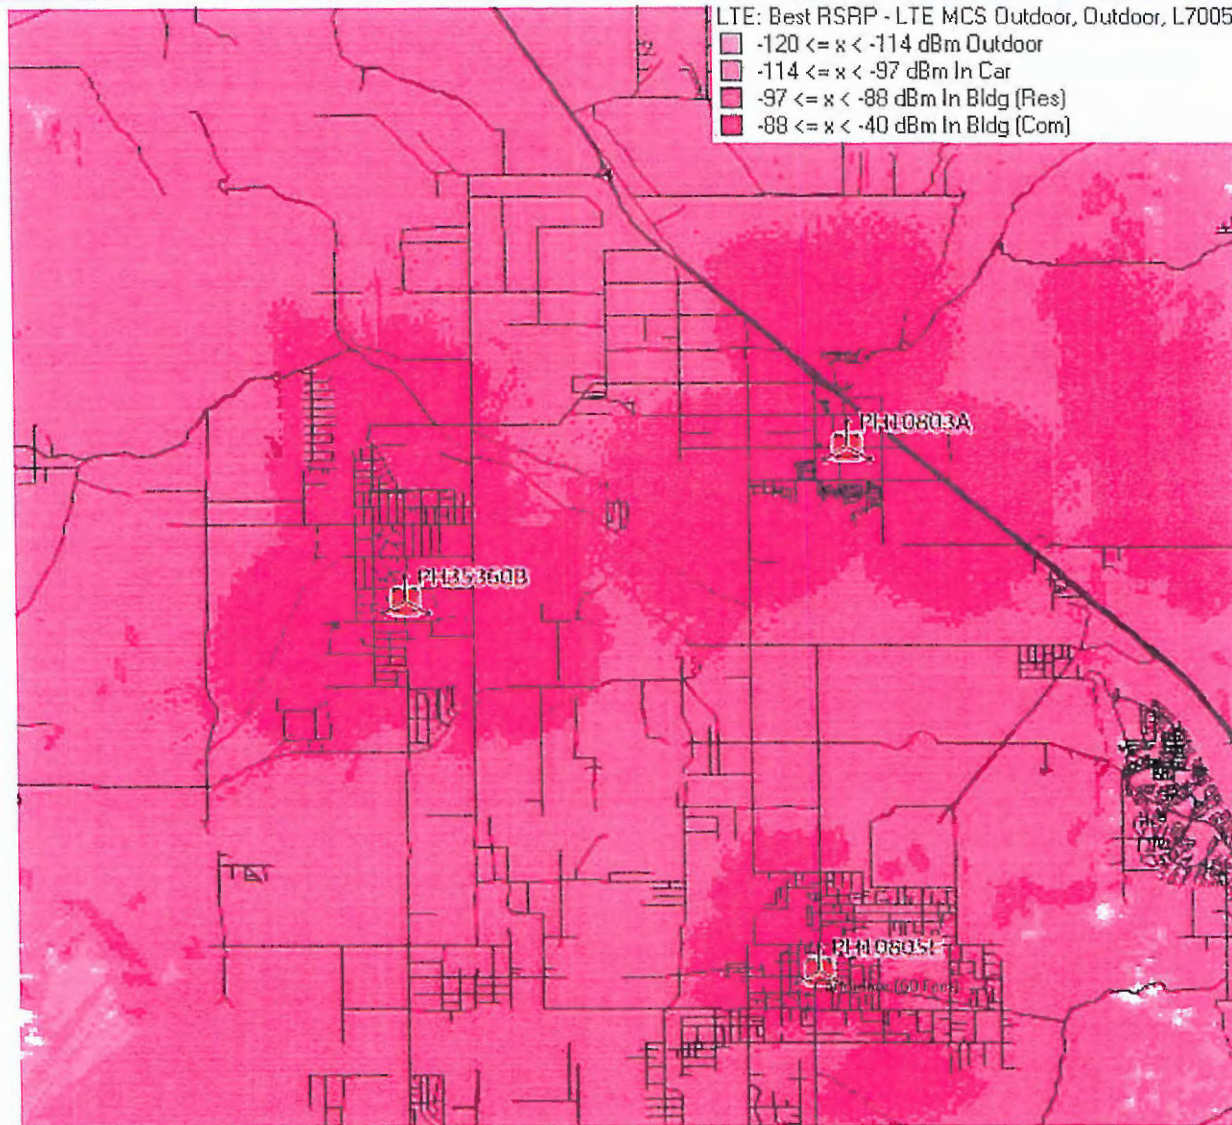 LTE: Best RSRP - LTE MCS Outdoor, Outdoor, L7005
-120 <= x < -114 dBm Outdoor
-114 <= x < -97 dBm In Car
-97 <= x < -88 dBm In Bldg (Res)
-88 <= x < -40 dBm In Bldg (Com)
PH10803A
PH35360B